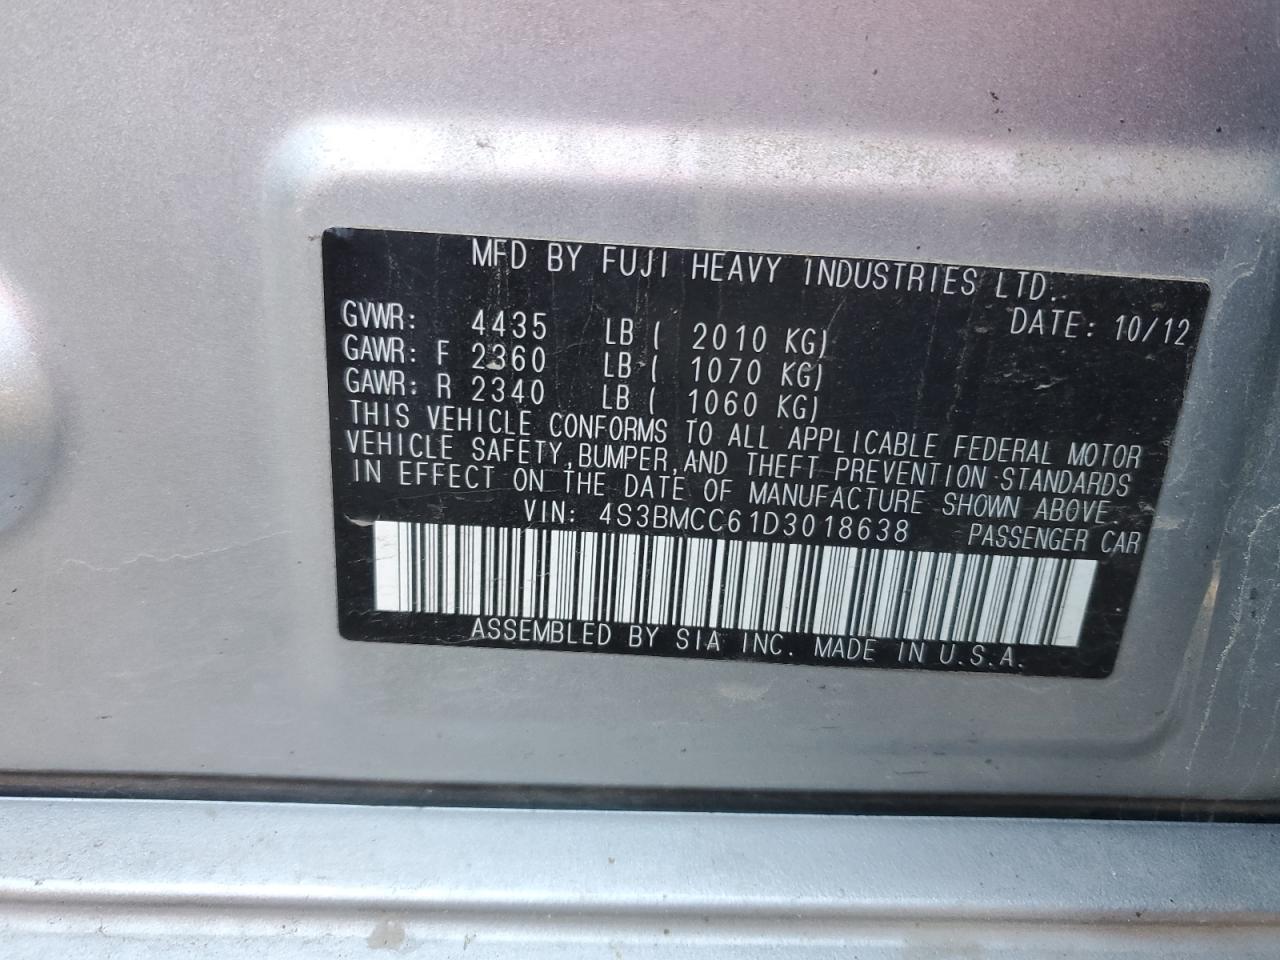 MFD BY FUJI HEAVY INDUSTRIES LTD.
DATE: 10/12
GVWR: 4435 LB ( 2010 KG)
GAWR: F 2360 LB ( 1070 KG)
GAWR: R 2340 LB ( 1060 KG)
THIS VEHICLE CONFORMS TO ALL APPLICABLE FEDERAL MOTOR
VEHICLE SAFETY, BUMPER, AND THEFT PREVENTION STANDARDS
IN EFFECT ON THE DATE OF MANUFACTURE SHOWN ABOVE.
VIN: 4S3BMCC61D3018638 PASSENGER CAR
ASSEMBLED BY SIA INC. MADE IN U.S.A.